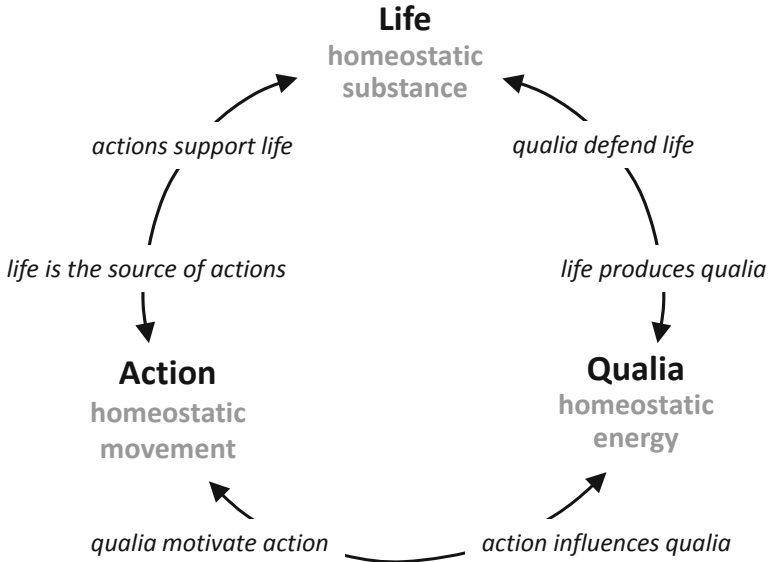 Life
homeostatic
substance
actions support life
qualia defend life
life is the source of actions
life produces qualia
Action
homeostatic
movement
Qualia
homeostatic
energy
qualia motivate action
action influences qualia